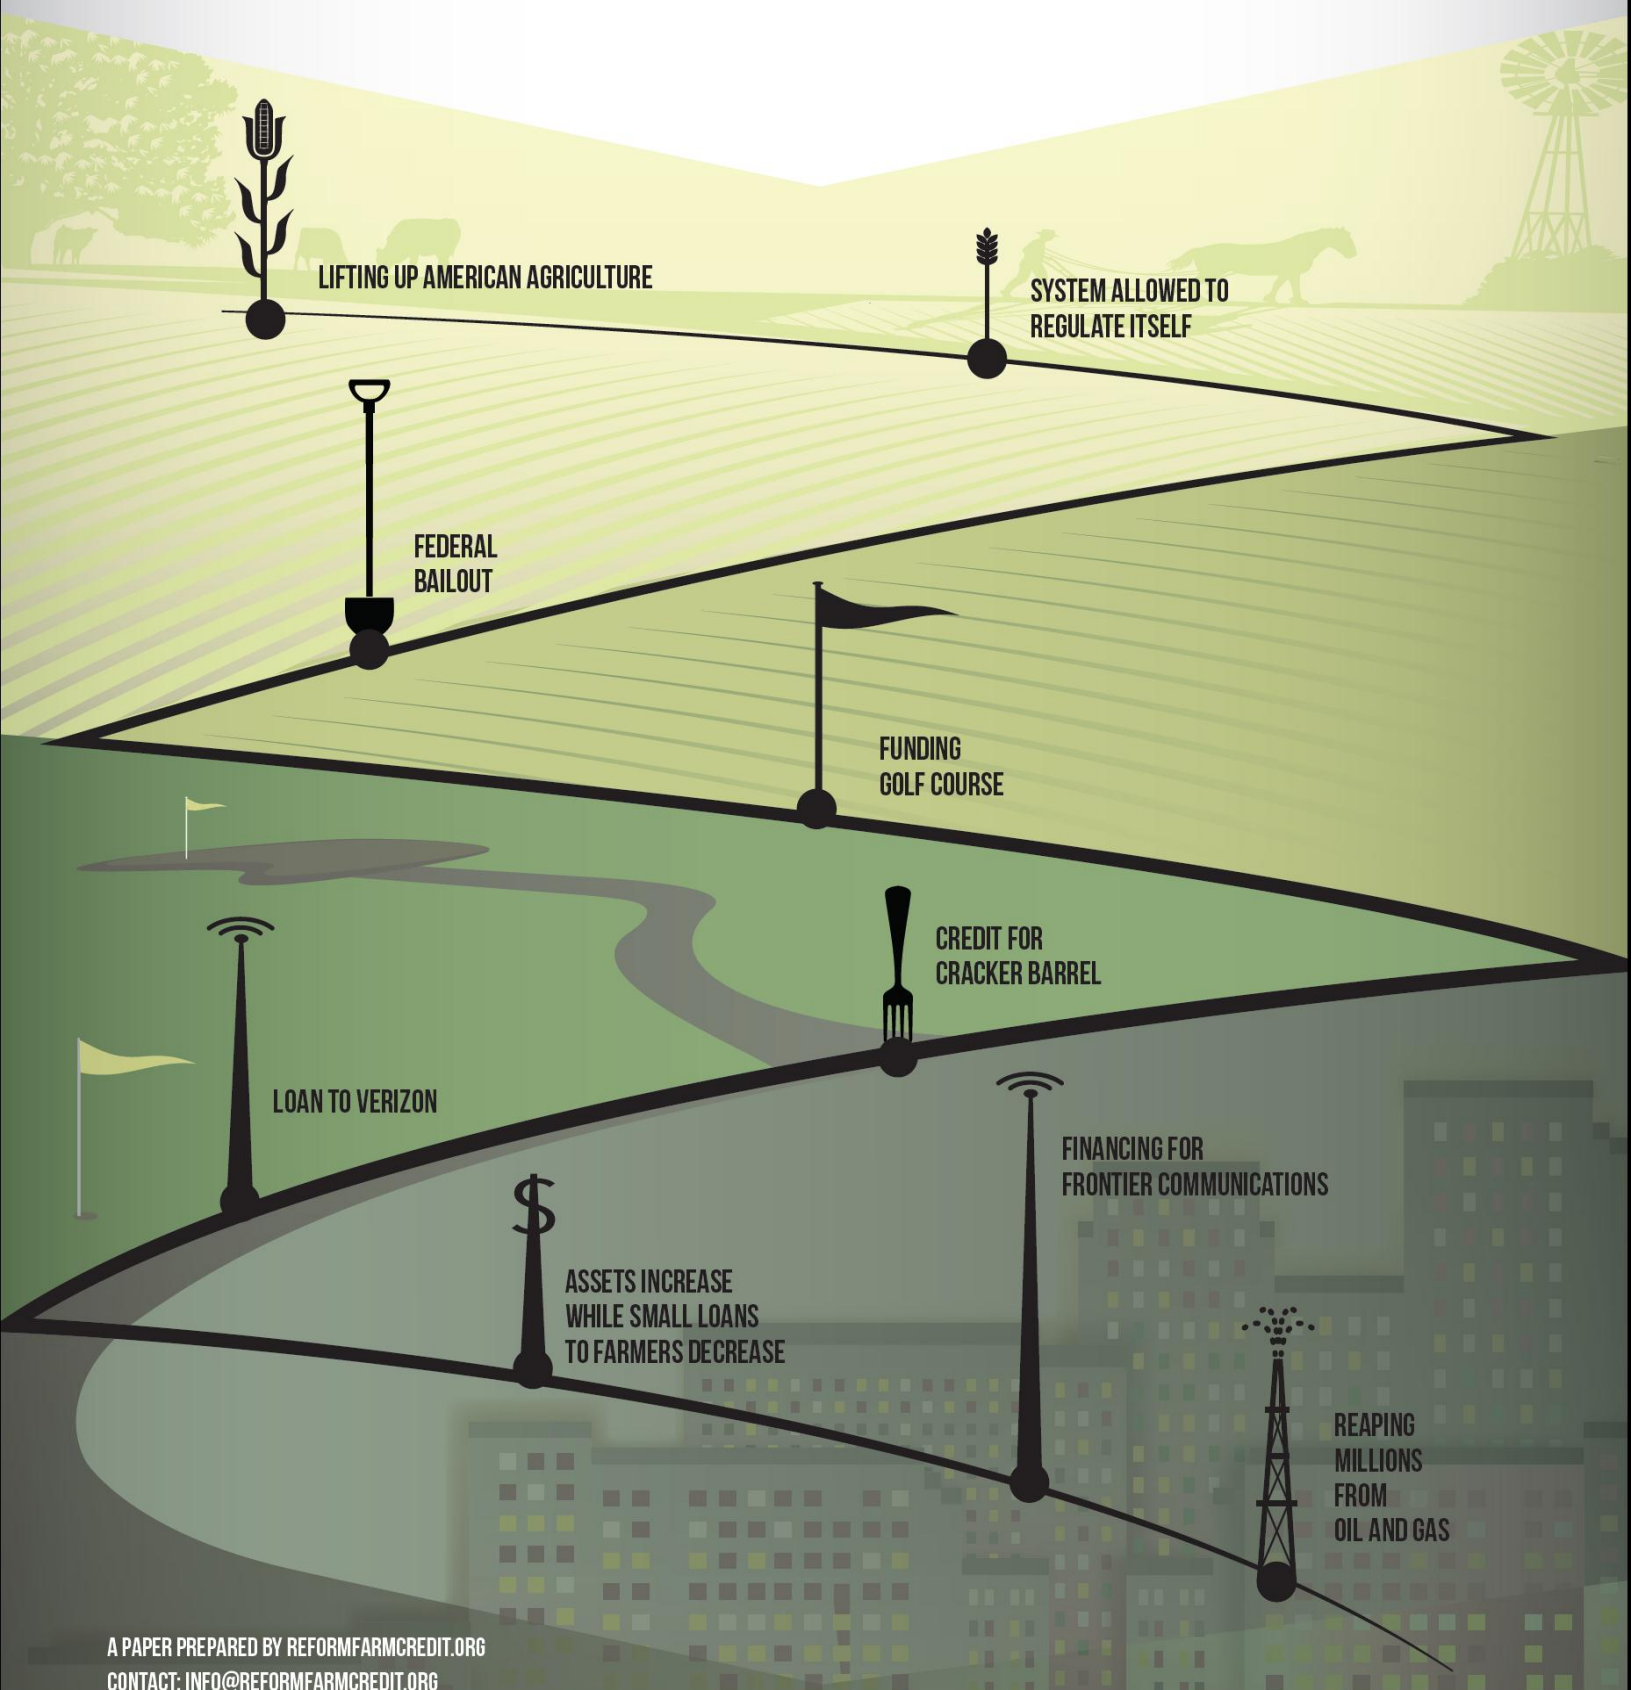 LIFTING UP AMERICAN AGRICULTURE
SYSTEM ALLOWED TO
REGULATE ITSELF
FEDERAL
BAILOUT
FUNDING
GOLF COURSE
CREDIT FOR
CRACKER BARREL
LOAN TO VERIZON
FINANCING FOR
FRONTIER COMMUNICATIONS
$
ASSETS INCREASE
WHILE SMALL LOANS
TO FARMERS DECREASE
REAPING
MILLIONS
FROM
OIL AND GAS
A PAPER PREPARED BY REFORMFARMCREDIT.ORG
CONTACT: INFO@REFORMFARMCREDIT.ORG